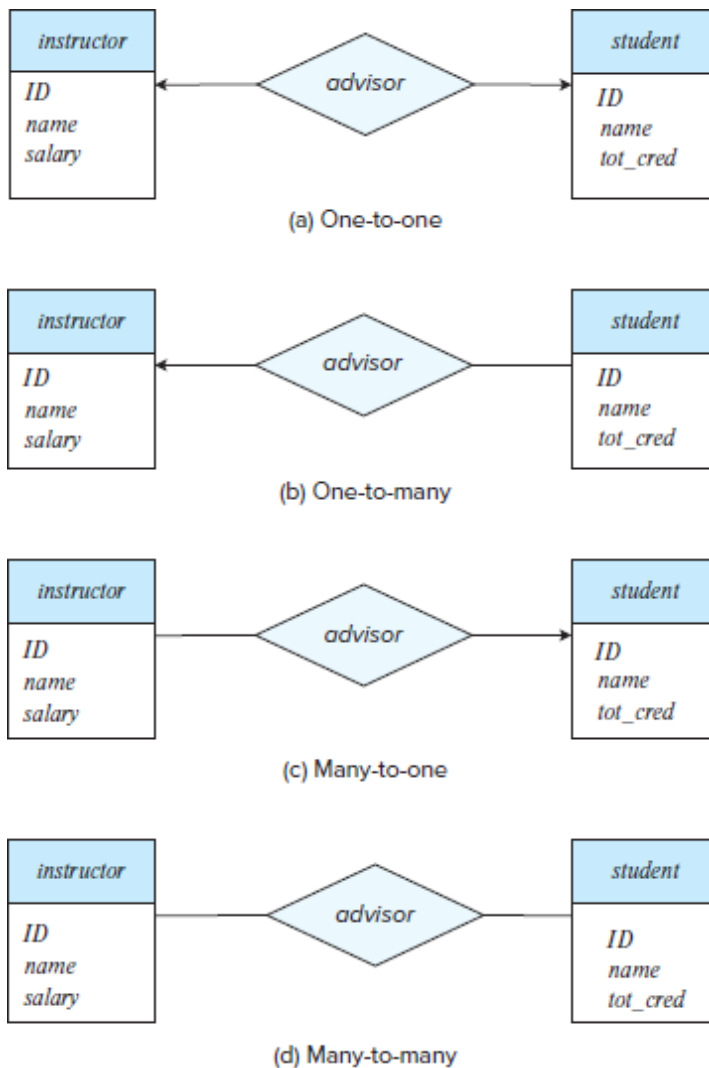 instructor
student
advisor
ID
name
salary
ID
name
tot_cred
(a) One-to-one
instructor
student
advisor
ID
name
salary
ID
name
tot_cred
(b) One-to-many
instructor
student
advisor
ID
name
salary
ID
name
tot_cred
(c) Many-to-one
instructor
student
advisor
ID
name
salary
ID
name
tot_cred
(d) Many-to-many